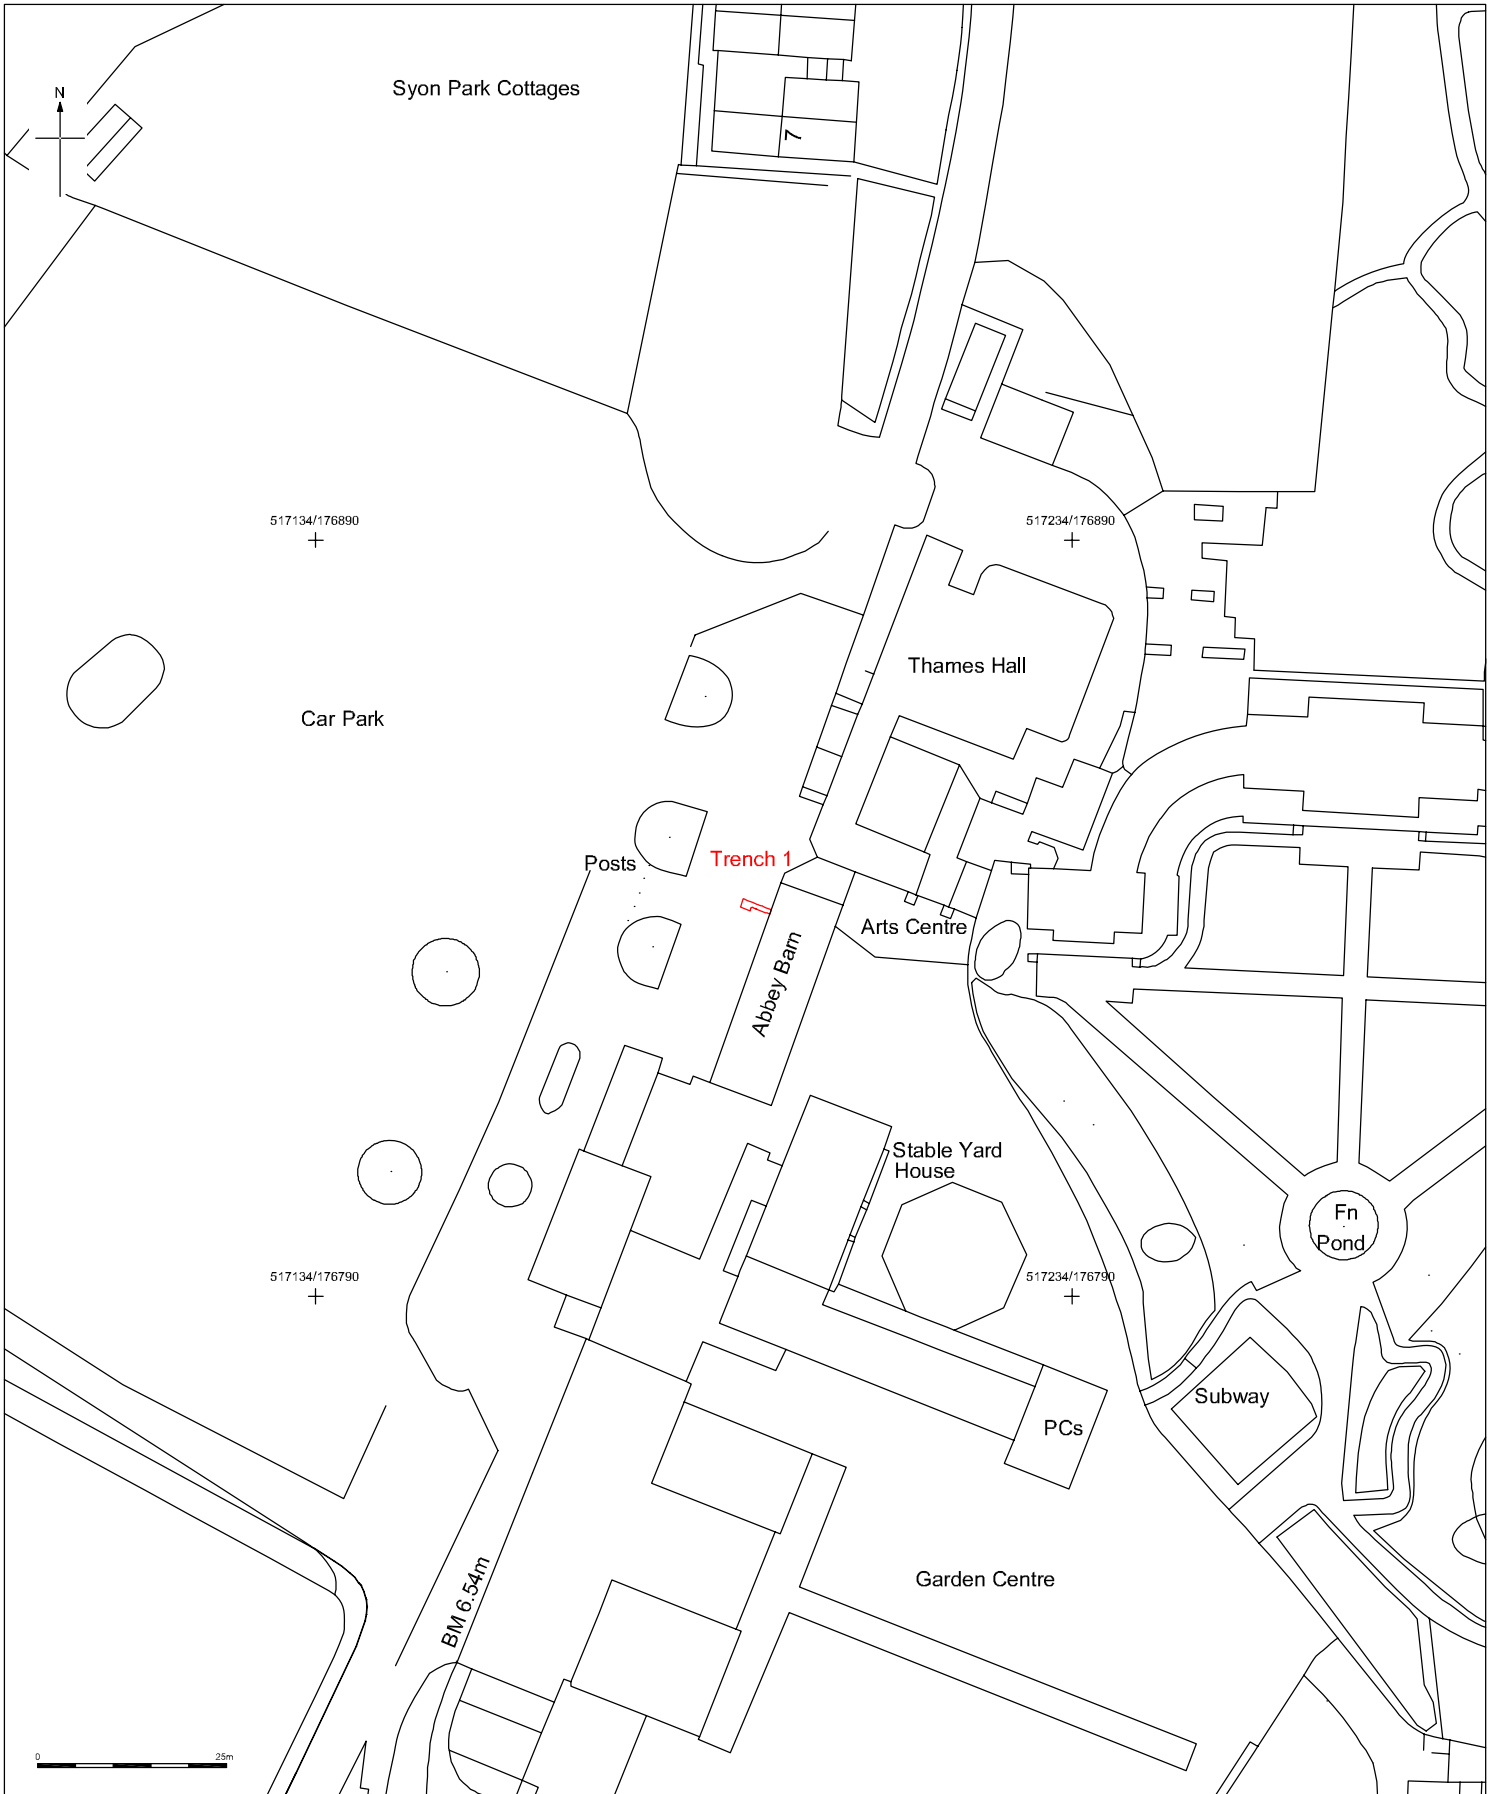 Syon Park Cottages
N
7
517134/176890
517234/176890
Thames Hall
Car Park
Trench 1
Posts
Arts Centre
Abbey Barn
Stable Yard
House
Fn
Pond
517134/176790
517234/176790
Subway
PCs
BM 6.54m
Garden Centre
0
25m